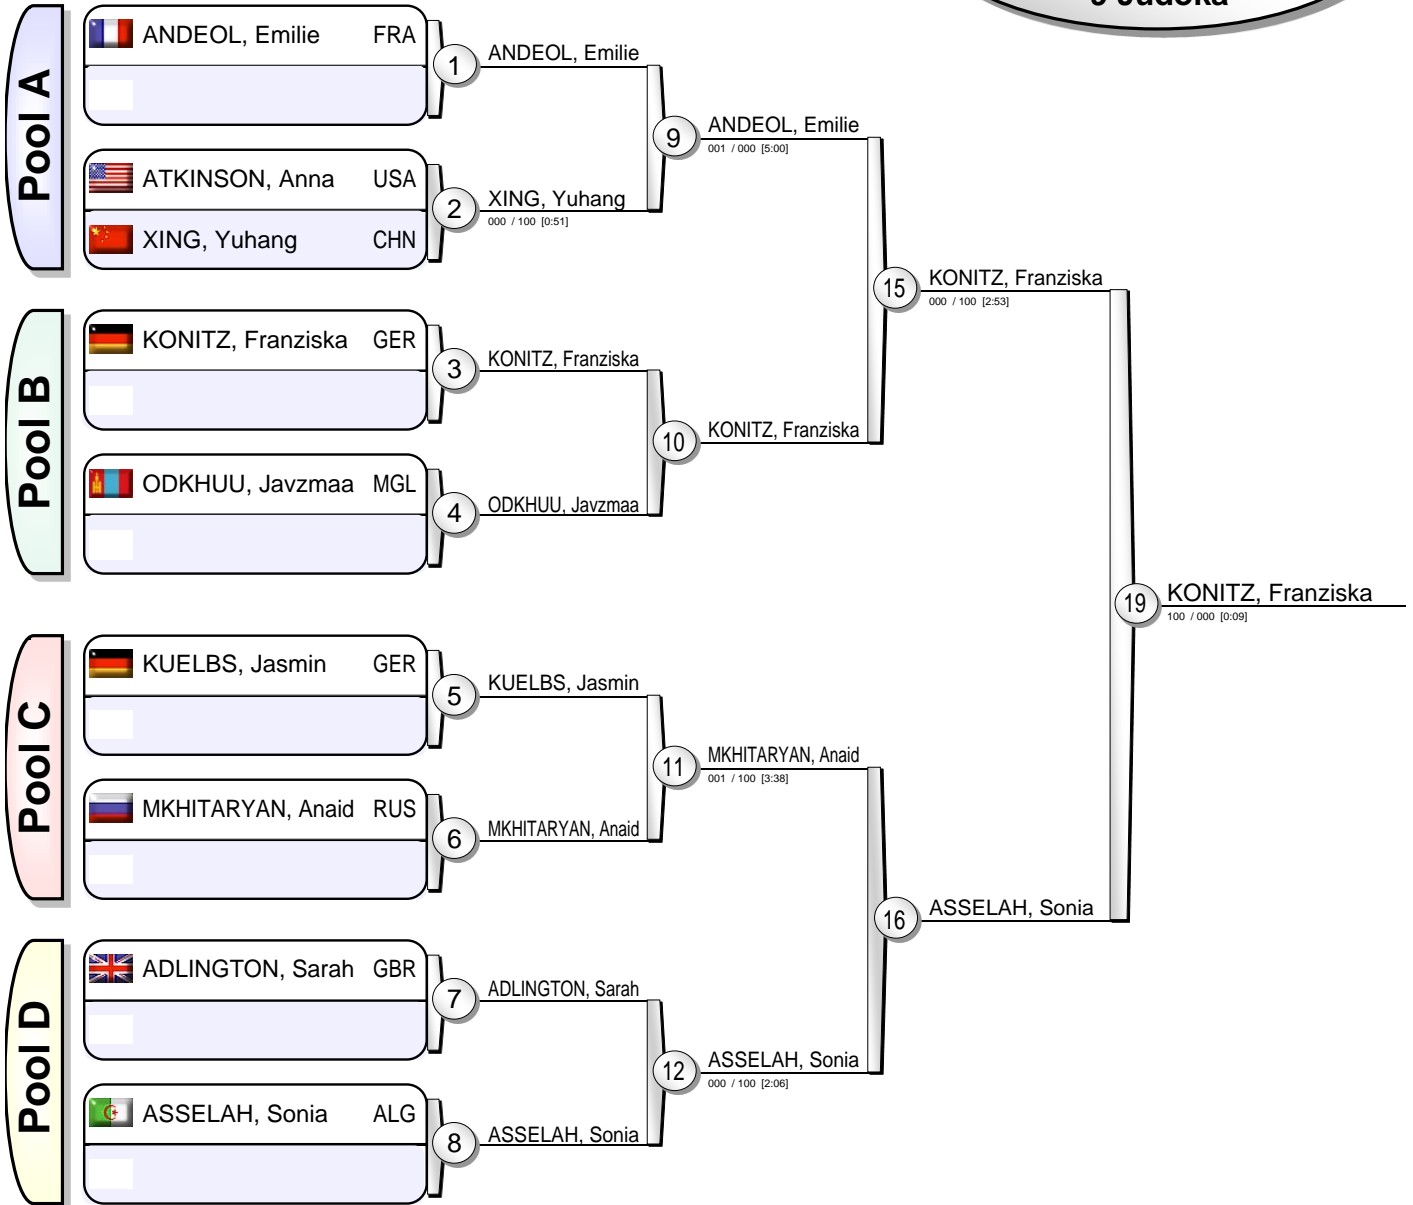 9 Judoka
Pool A
ANDEOL, Emilie FRA
1
ANDEOL, Emilie
ATKINSON, Anna USA
XING, Yuhang CHN
2
XING, Yuhang
000 / 100 [0:51]
9
ANDEOL, Emilie
001 / 000 [5:00]
Pool B
KONITZ, Franziska GER
3
KONITZ, Franziska
ODKHUU, Javzmaa MGL
4
ODKHUU, Javzmaa
10
KONITZ, Franziska
15
KONITZ, Franziska
000 / 100 [2:53]
Pool C
KUELBS, Jasmin GER
5
KUELBS, Jasmin
MKHITARYAN, Anaid RUS
6
MKHITARYAN, Anaid
11
MKHITARYAN, Anaid
001 / 100 [3:38]
Pool D
ADLINGTON, Sarah GBR
7
ADLINGTON, Sarah
ASSELAH, Sonia ALG
8
ASSELAH, Sonia
12
ASSELAH, Sonia
000 / 100 [2:06]
16
ASSELAH, Sonia
19
KONITZ, Franziska
100 / 000 [0:09]